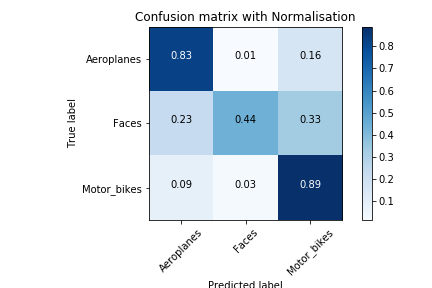 Confusion matrix with Normalisation
True label
Aeroplanes 0.83 0.01 0.16
Faces 0.23 0.44 0.33
Motor_bikes 0.09 0.03 0.89
Aeroplanes Faces Motor_bikes
Predicted label
0.8
0.7
0.6
0.5
0.4
0.3
0.2
0.1